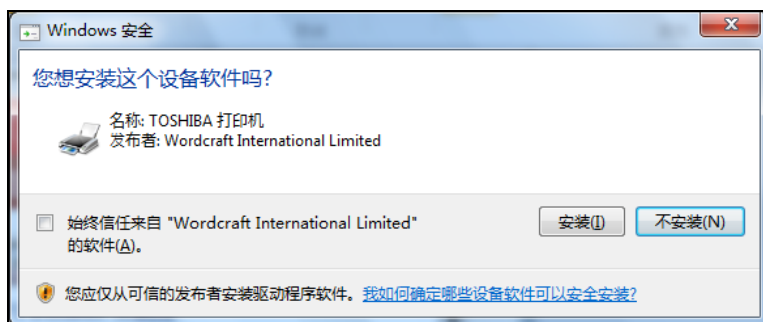 Windows 安全
您想安装这个设备软件吗?
名称: TOSHIBA 打印机
发布者: Wordcraft International Limited
始终信任来自 "Wordcraft International Limited"
的软件(A)。
安装(I)
不安装(N)
您应仅从可信的发布者安装驱动程序软件。我如何确定哪些设备软件可以安全安装?